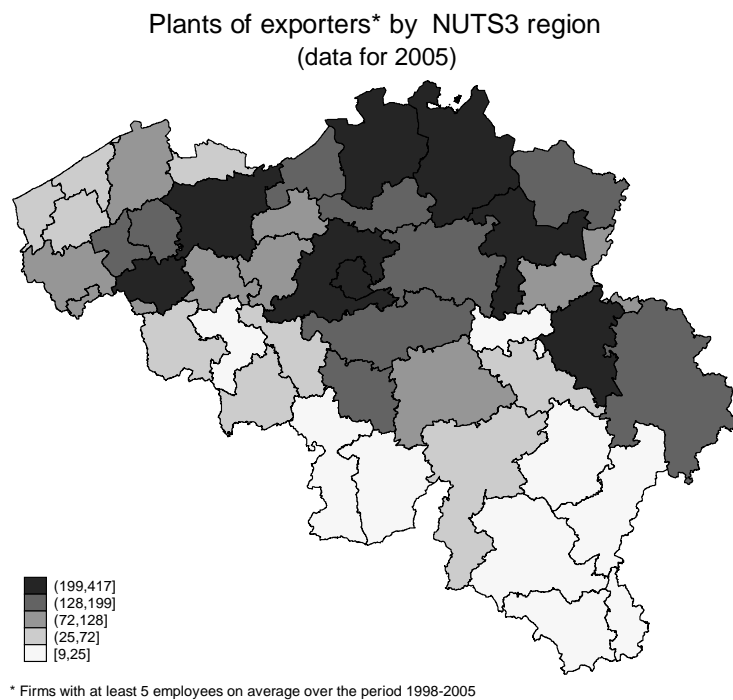 Plants of exporters* by NUTS3 region
(data for 2005)
(199,417]
(128,199]
(72,128]
(25,72]
[9,25]
* Firms with at least 5 employees on average over the period 1998-2005